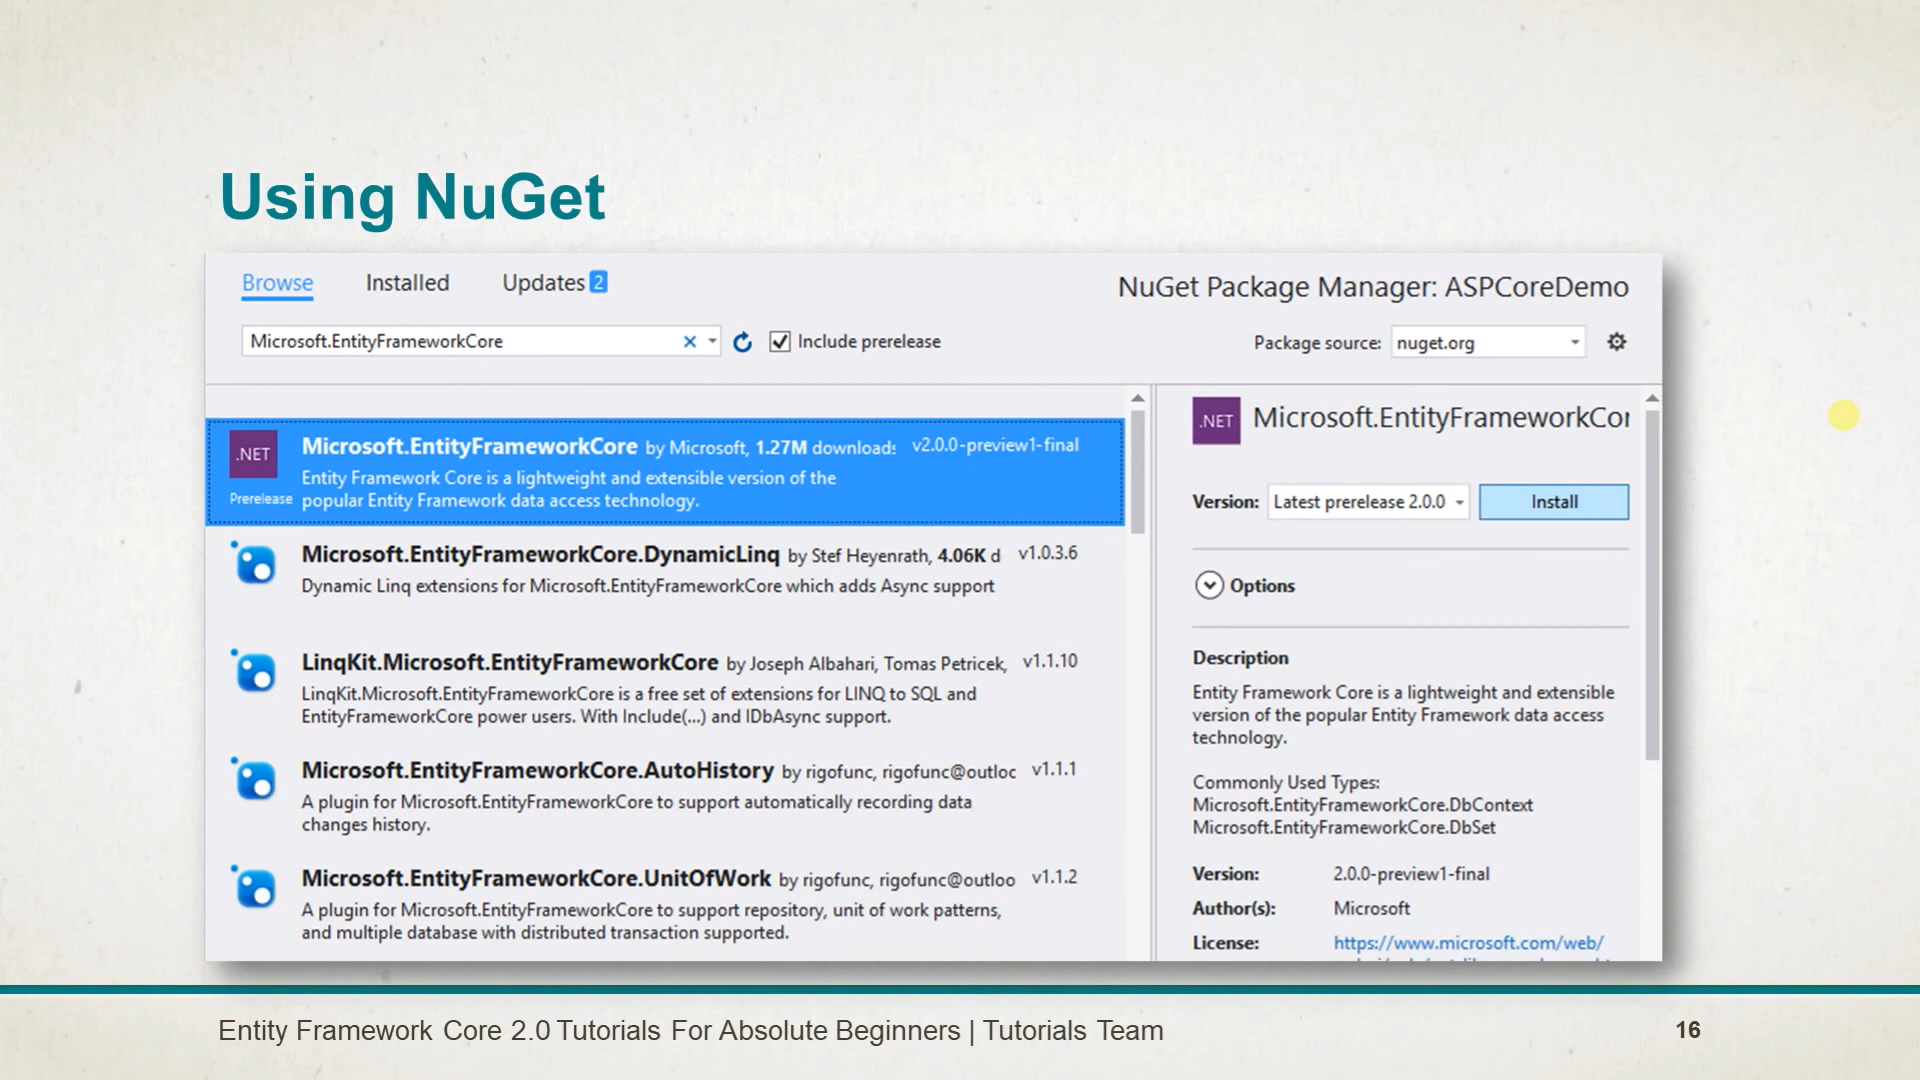 Using NuGet
Browse Installed Updates 2
NuGet Package Manager: ASPCoreDemo
Microsoft.EntityFrameworkCore
Include prerelease
Package source: nuget.org
.NET
Prerelease
Microsoft.EntityFrameworkCore by Microsoft, 1.27M downloads v2.0.0-preview1-final
Entity Framework Core is a lightweight and extensible version of the
popular Entity Framework data access technology.
Microsoft.EntityFrameworkCore.DynamicLinq by Stef Heyenrath, 4.06K d v1.0.3.6
Dynamic Linq extensions for Microsoft.EntityFrameworkCore which adds Async support
LinqKit.Microsoft.EntityFrameworkCore by Joseph Albahari, Tomas Petricek, v1.1.10
LinqKit.Microsoft.EntityFrameworkCore is a free set of extensions for LINQ to SQL and
EntityFrameworkCore power users. With Include(...) and IDbAsync support.
Microsoft.EntityFrameworkCore.AutoHistory by rigofunc, rigofunc@outloc v1.1.1
A plugin for Microsoft.EntityFrameworkCore to support automatically recording data
changes history.
Microsoft.EntityFrameworkCore.UnitOfWork by rigofunc, rigofunc@outloo v1.1.2
A plugin for Microsoft.EntityFrameworkCore to support repository, unit of work patterns,
and multiple database with distributed transaction supported.
.NET Microsoft.EntityFrameworkCor
Version: Latest prerelease 2.0.0 Install
Options
Description
Entity Framework Core is a lightweight and extensible
version of the popular Entity Framework data access
technology.
Commonly Used Types:
Microsoft.EntityFrameworkCore.DbContext
Microsoft.EntityFrameworkCore.DbSet
Version: 2.0.0-preview1-final
Author(s): Microsoft
License: https://www.microsoft.com/web/
Entity Framework Core 2.0 Tutorials For Absolute Beginners | Tutorials Team
16